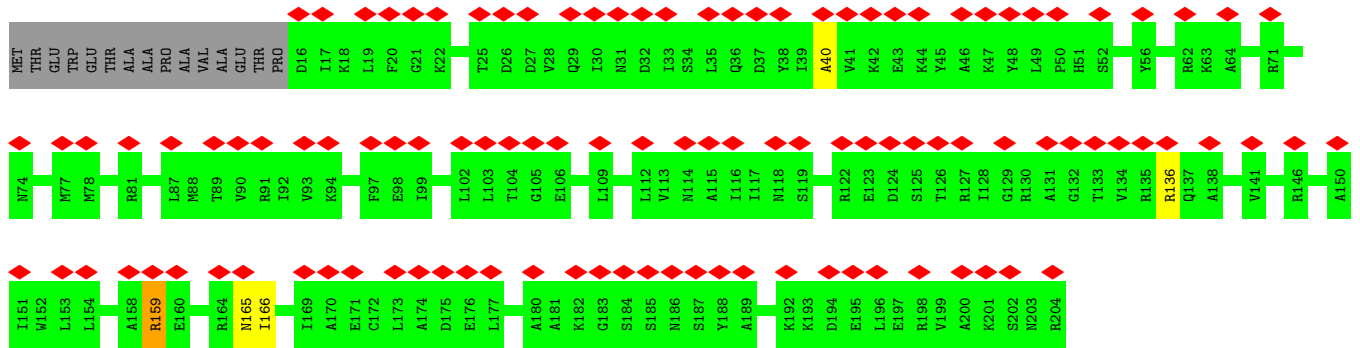 MET THR GLU TRP GLU THR ALA ALA PRO ALA VAL ALA GLU THR PRO D16 I17 K18 L19 F20 G21 K22 T25 D26 D27 V28 Q29 I30 N31 D32 I33 S34 L35 Q36 D37 Y38 I39 A40 V41 K42 E43 K44 Y45 A46 K47 Y48 L49 P50 H51 S52 Y56 R62 K63 A64 R71
N74 M77 M78 R81 L87 M88 T89 V90 R91 I92 V93 K94 F97 E98 I99 L102 L103 T104 G105 E106 L109 L112 V113 N114 A115 I116 I117 N118 S119 R122 E123 D124 S125 T126 R127 I128 G129 R130 A131 G132 T133 V134 R135 R136 Q137 A138 V141 R146 A150
I151 W152 L153 L154 A158 R159 E160 R164 N165 I166 I169 A170 E171 C172 L173 A174 D175 E176 L177 A180 A181 K182 G183 S184 S185 N186 S187 Y188 A189 K192 K193 D194 E195 L196 E197 R198 V199 A200 K201 S202 N203 R204